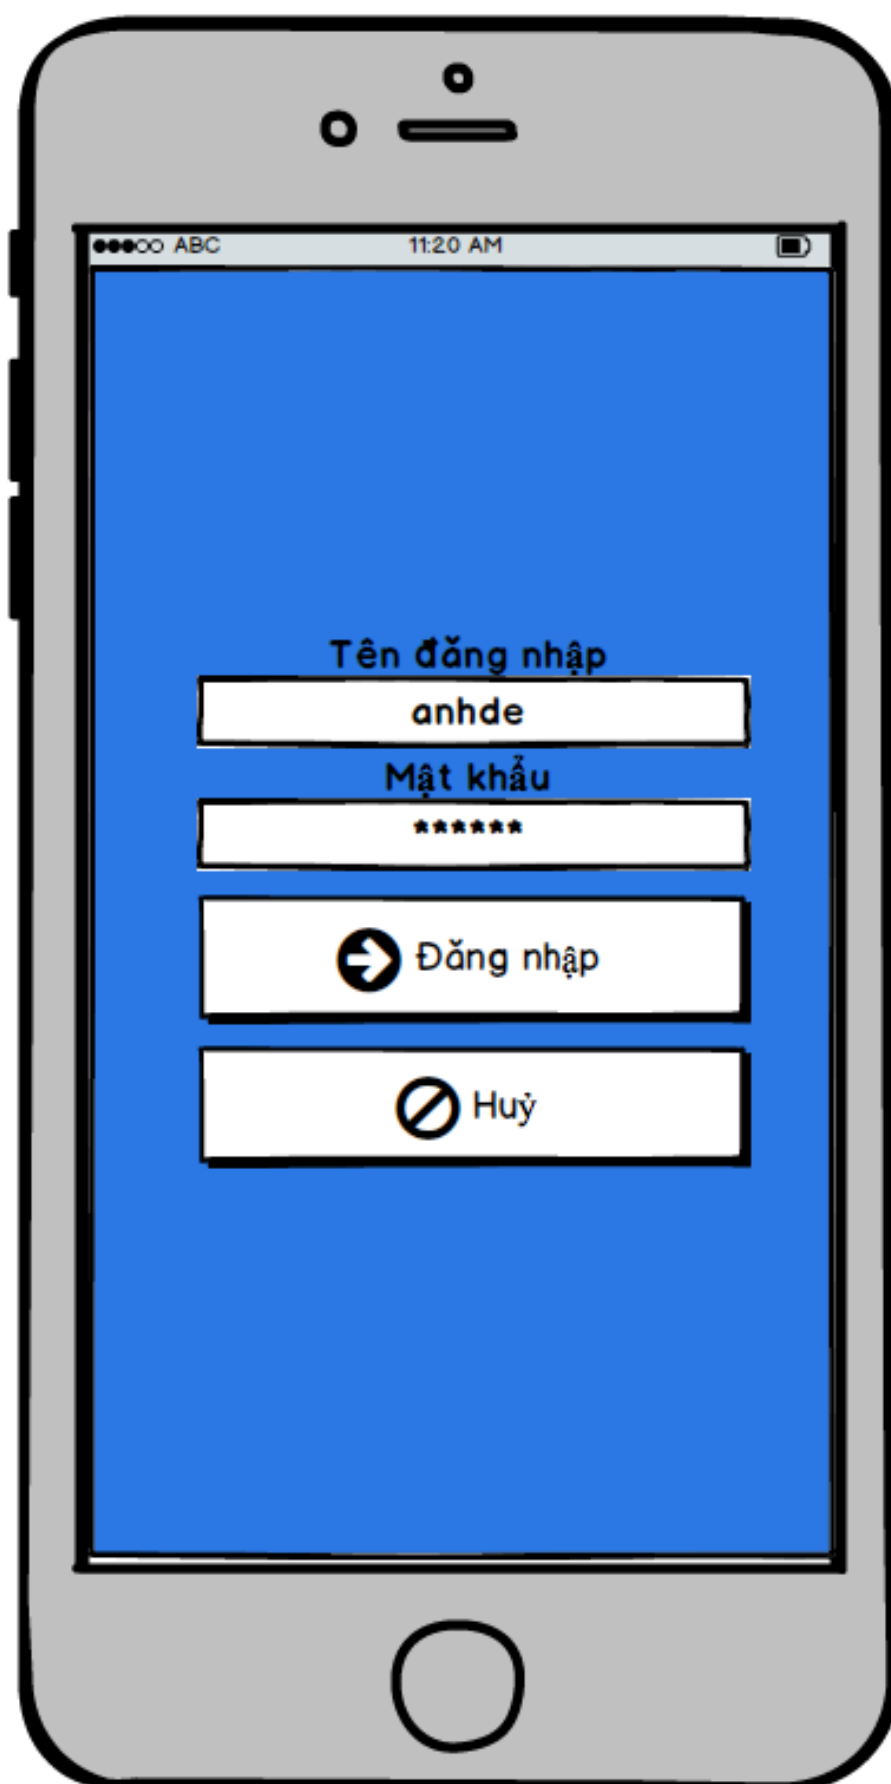 ABC 11:20 AM
Tên đăng nhập
anhde
Mật khẩu
******
Đăng nhập
Huỷ